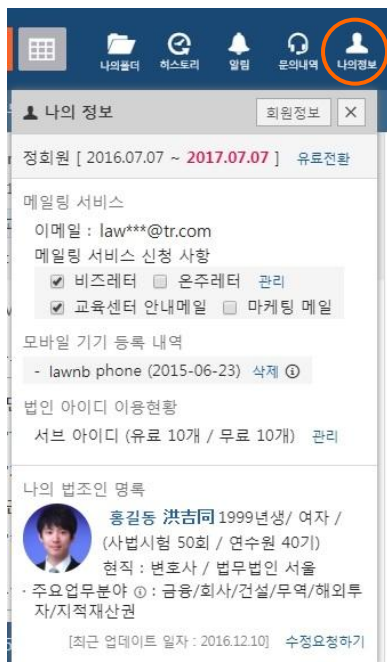 나의폴더 히스토리 알림 문의내역 나의정보
나의 정보 회원정보
정회원 [ 2016.07.07 ~ 2017.07.07 ] 유료전환
메일링 서비스
이메일 : law***@tr.com
메일링 서비스 신청 사항
비즈레터 온주레터 관리
교육센터 안내메일 마케팅 메일
모바일 기기 등록 내역
- lawnb phone (2015-06-23) 삭제
법인 아이디 이용현황
서브 아이디 (유료 10개 / 무료 10개) 관리
나의 법조인 명록
홍길동 洪吉同 1999년생/ 여자 /
(사법시험 50회 / 연수원 40기)
현직 : 변호사 / 법무법인 서울
· 주요업무분야 : 금융/회사/건설/무역/해외투
자/지적재산권
[최근 업데이트 일자 : 2016.12.10] 수정요청하기